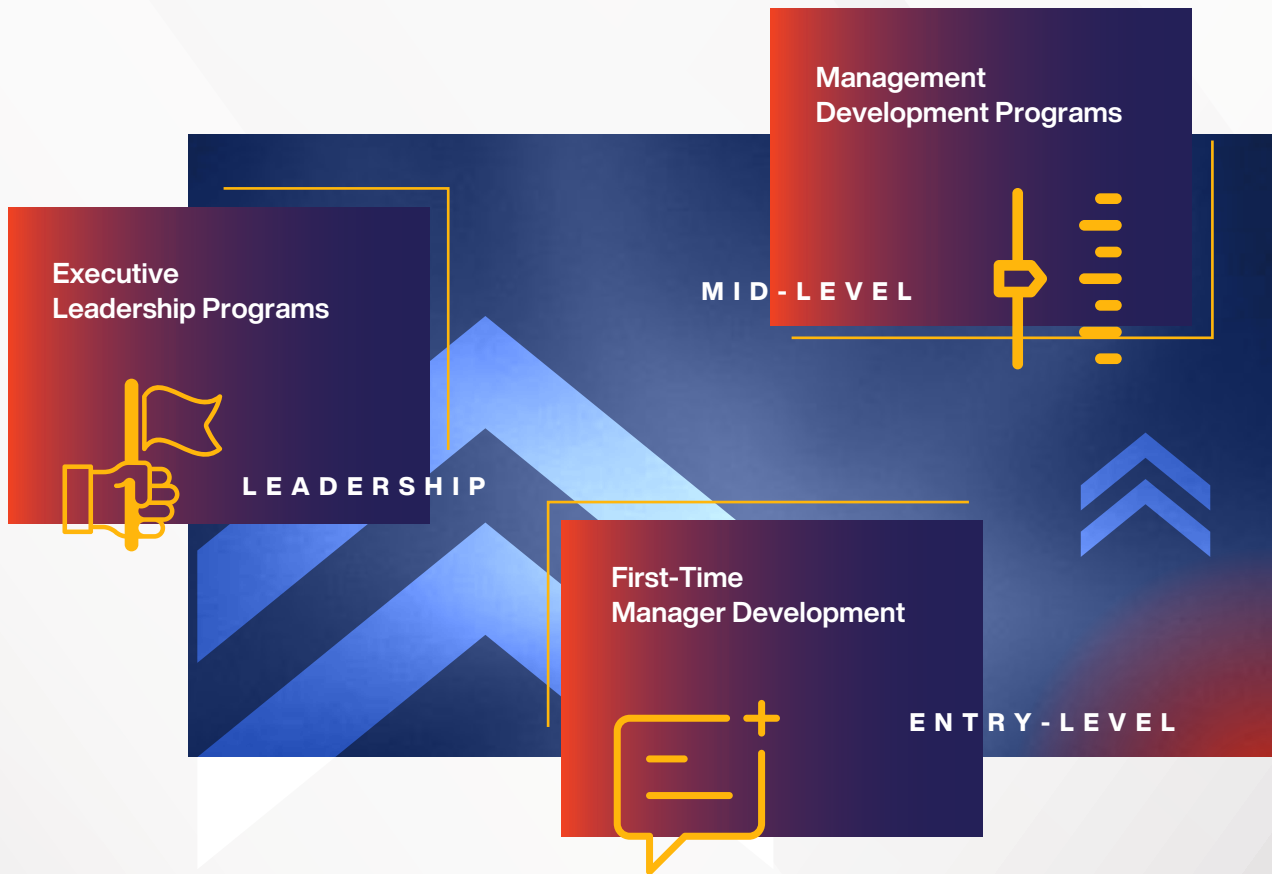 Management
Development Programs
MID-LEVEL
Executive
Leadership Programs
LEADERSHIP
First-Time
Manager Development
ENTRY-LEVEL